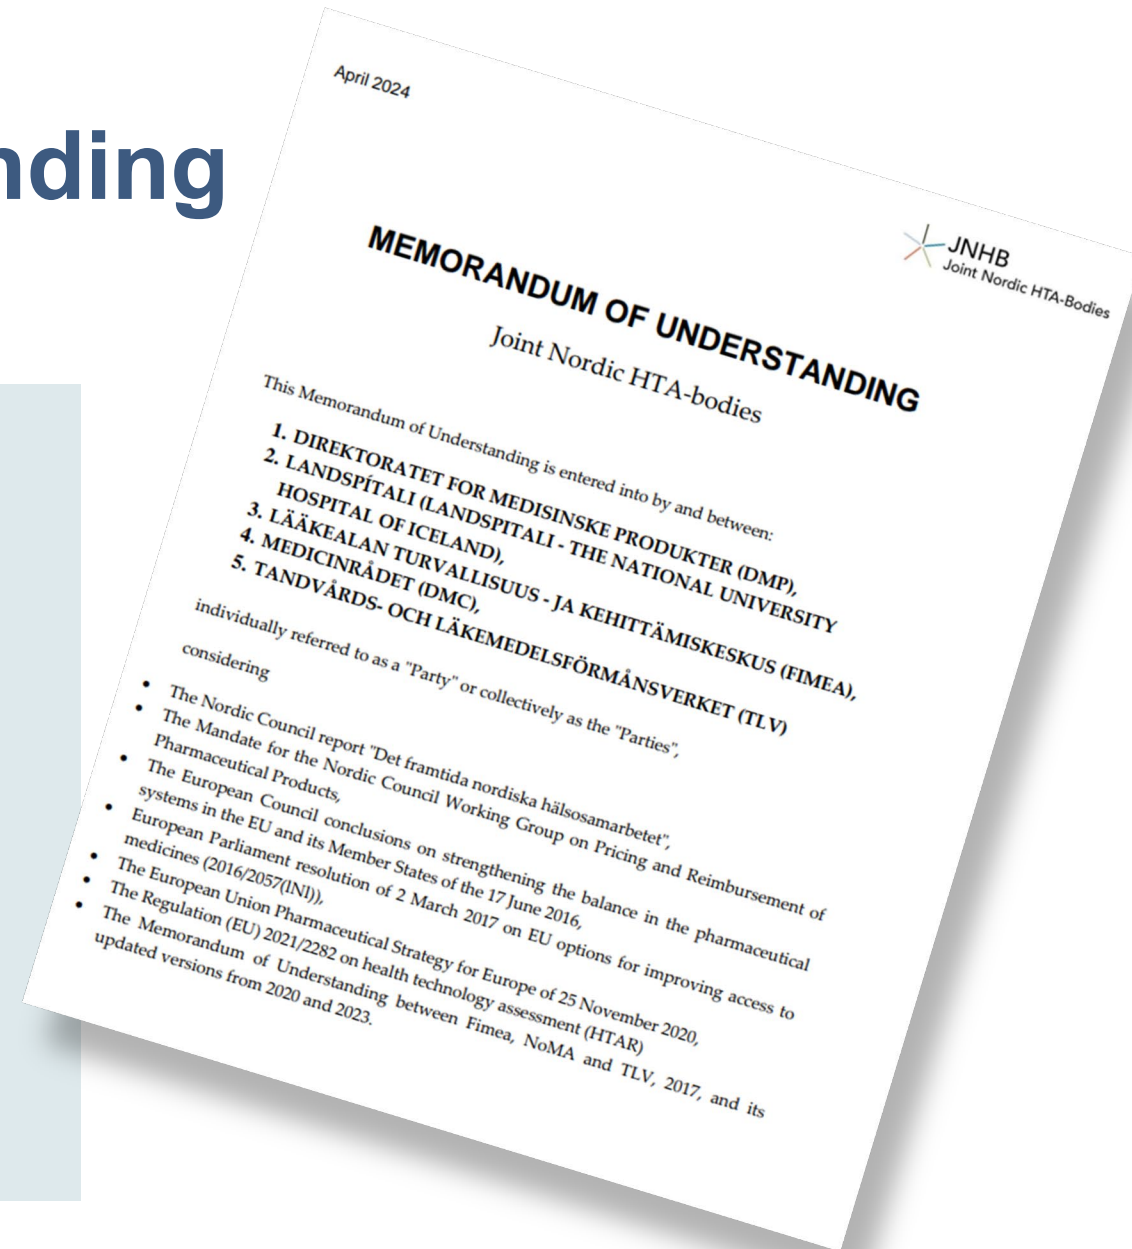 nding
April 2024
JNHB
Joint Nordic HTA-Bodies
MEMORANDUM OF UNDERSTANDING
Joint Nordic HTA-bodies
This Memorandum of Understanding is entered into by and between:
1. DIREKTORATET FOR MEDISINSKE PRODUKTER (DMP),
2. LANDSPÍTALI (LANDSPITALI - THE NATIONAL UNIVERSITY
HOSPITAL OF ICELAND),
3. LÄÄKEALAN TURVALLISUUS - JA KEHITTÄMISKESKUS (FIMEA),
4. MEDICINRÅDET (DMC),
5. TANDVÅRDS- OCH LÄKEMEDELSFÖRMÅNSVERKET (TLV)
individually referred to as a "Party" or collectively as the "Parties",
considering
• The Nordic Council report "Det framtida nordiska hälsosamarbetet",
• The Mandate for the Nordic Council Working Group on Pricing and Reimbursement of
Pharmaceutical Products,
• The European Council conclusions on strengthening the balance in the pharmaceutical
systems in the EU and its Member States of the 17 June 2016,
• European Parliament resolution of 2 March 2017 on EU options for improving access to
medicines (2016/2057(INI)),
• The European Union Pharmaceutical Strategy for Europe of 25 November 2020,
• The Regulation (EU) 2021/2282 on health technology assessment (HTAR)
• The Memorandum of Understanding between Fimea, NoMA and TLV, 2017, and its
updated versions from 2020 and 2023.